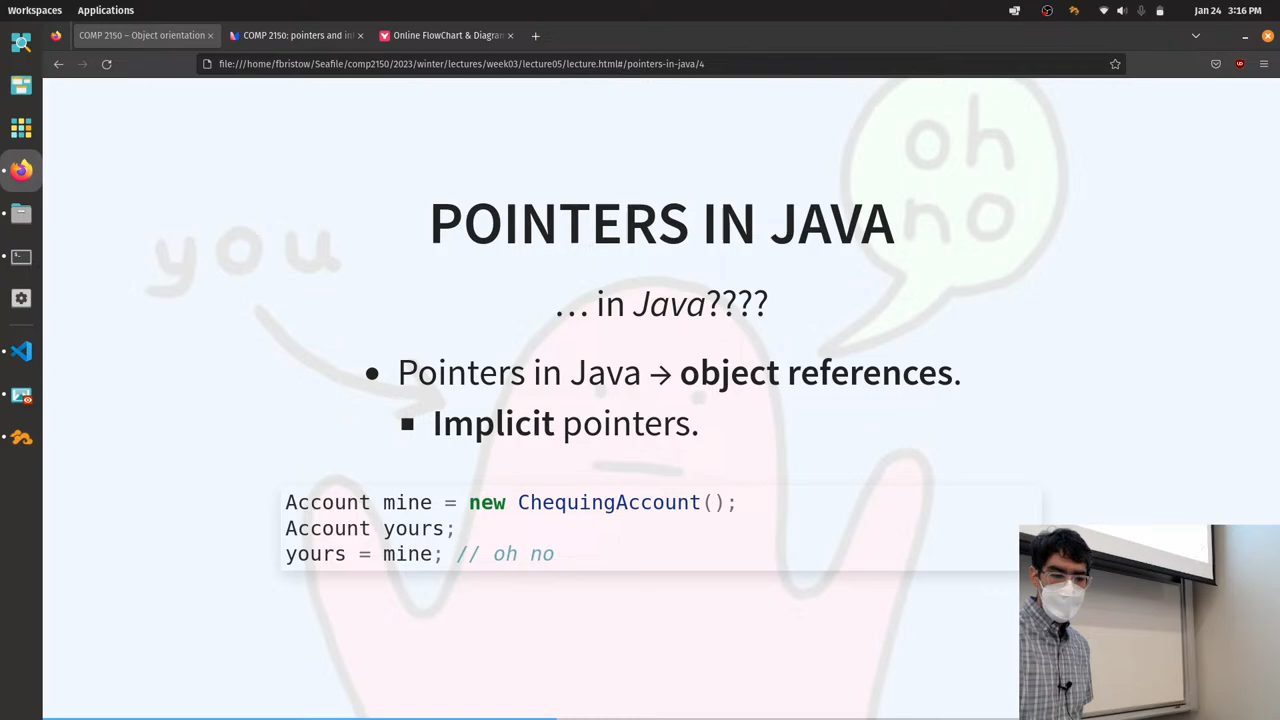 Workspaces Applications
Jan 24 3:16 PM
COMP 2150 – Object orientation
COMP 2150: pointers and in
Online FlowChart & Diagram
file:///home/fbristow/Seafile/comp2150/2023/winter/lectures/week03/lecture05/lecture.html#/pointers-in-java/4
oh
no
you
POINTERS IN JAVA
… in Java????
• Pointers in Java → object references.
▪ Implicit pointers.
Account mine = new ChequingAccount();
Account yours;
yours = mine; // oh no